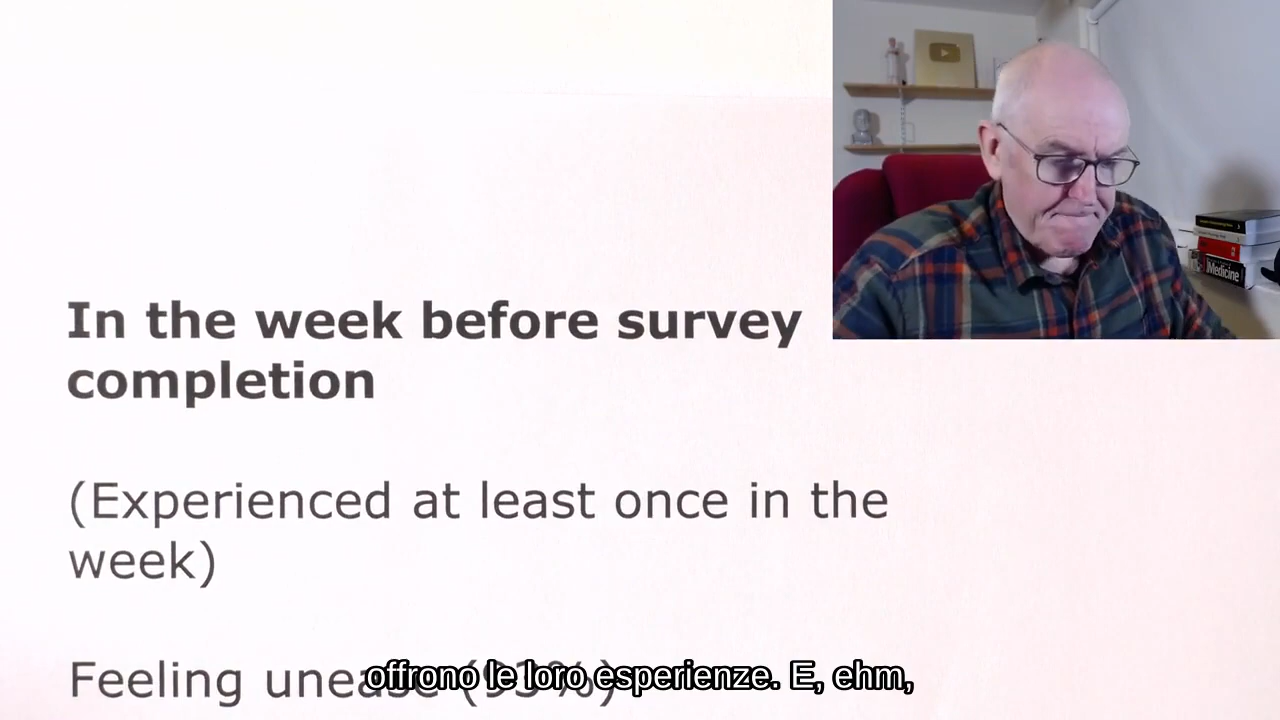 In the week before survey
completion
(Experienced at least once in the
week)
Feeling unease (93%)
offrono le loro esperienze. E, ehm,
Medicine